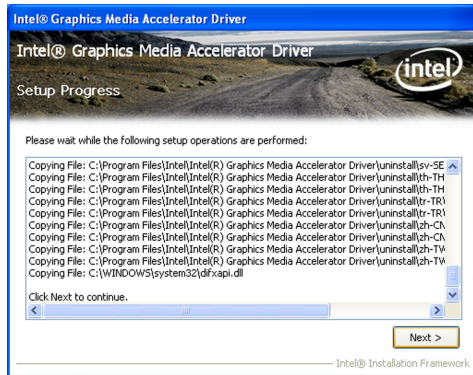 Intel® Graphics Media Accelerator Driver
Intel® Graphics Media Accelerator Driver
intel
Setup Progress
Please wait while the following setup operations are performed:
Copying File: C:\Program Files\Intel\Intel(R) Graphics Media Accelerator Driver\uninstall\sv-SE
Copying File: C:\Program Files\Intel\Intel(R) Graphics Media Accelerator Driver\uninstall\th-TH
Copying File: C:\Program Files\Intel\Intel(R) Graphics Media Accelerator Driver\uninstall\th-TH
Copying File: C:\Program Files\Intel\Intel(R) Graphics Media Accelerator Driver\uninstall\tr-TR\
Copying File: C:\Program Files\Intel\Intel(R) Graphics Media Accelerator Driver\uninstall\tr-TR\
Copying File: C:\Program Files\Intel\Intel(R) Graphics Media Accelerator Driver\uninstall\zh-CN
Copying File: C:\Program Files\Intel\Intel(R) Graphics Media Accelerator Driver\uninstall\zh-CN
Copying File: C:\Program Files\Intel\Intel(R) Graphics Media Accelerator Driver\uninstall\zh-TW
Copying File: C:\Program Files\Intel\Intel(R) Graphics Media Accelerator Driver\uninstall\zh-TW
Copying File: C:\WINDOWS\system32\difxapi.dll
Click Next to continue.
Next >
Intel® Installation Framework